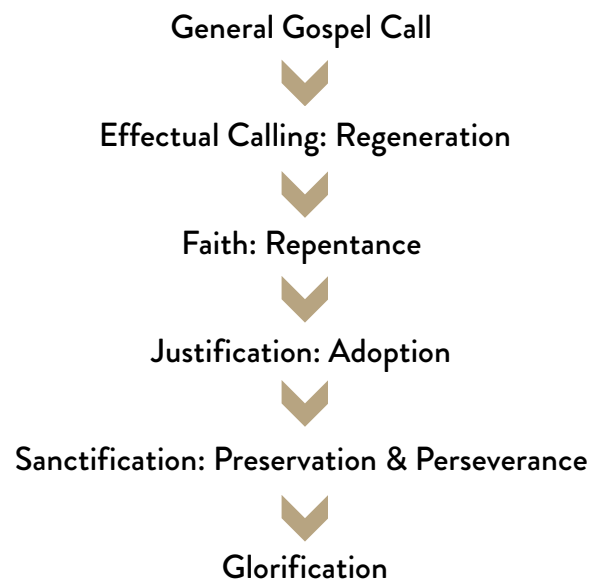 General Gospel Call
Effectual Calling: Regeneration
Faith: Repentance
Justification: Adoption
Sanctification: Preservation & Perseverance
Glorification